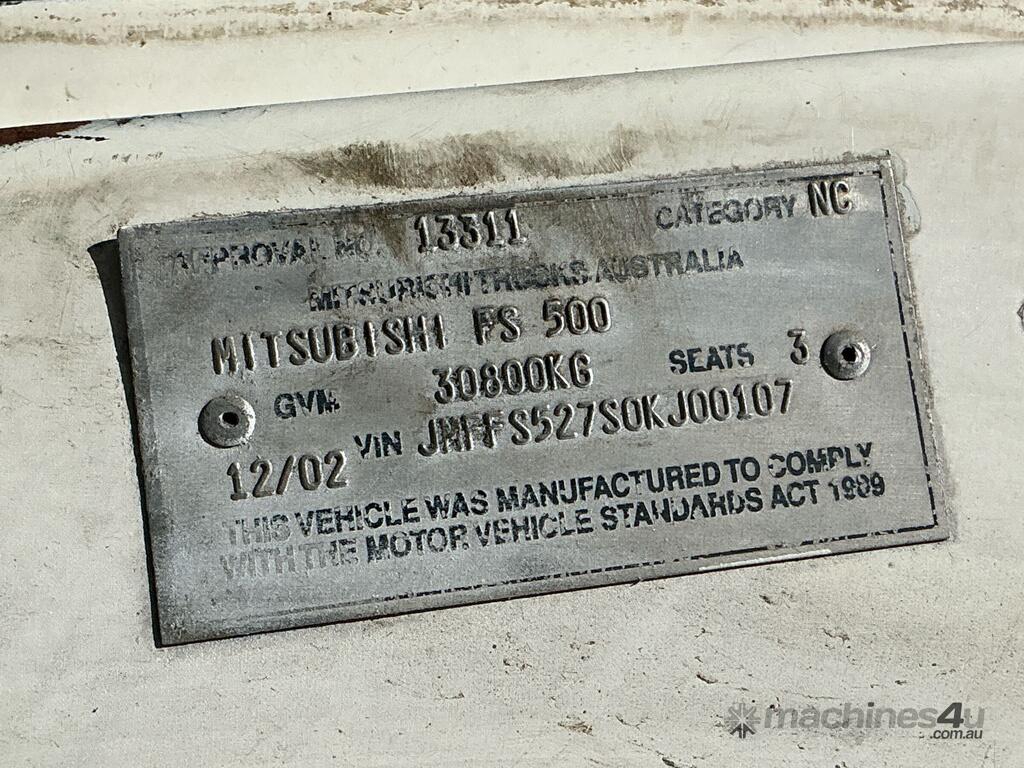 APPROVAL NO. 13311 CATEGORY NC
MITSUBISHI TRUCKS AUSTRALIA
MITSUBISHI FS 500
GVM 30800KG SEATS 3
12/02 VIN JNFFS527S0KJ00107
THIS VEHICLE WAS MANUFACTURED TO COMPLY
WITH THE MOTOR VEHICLE STANDARDS ACT 1989
machines4u
.com.au